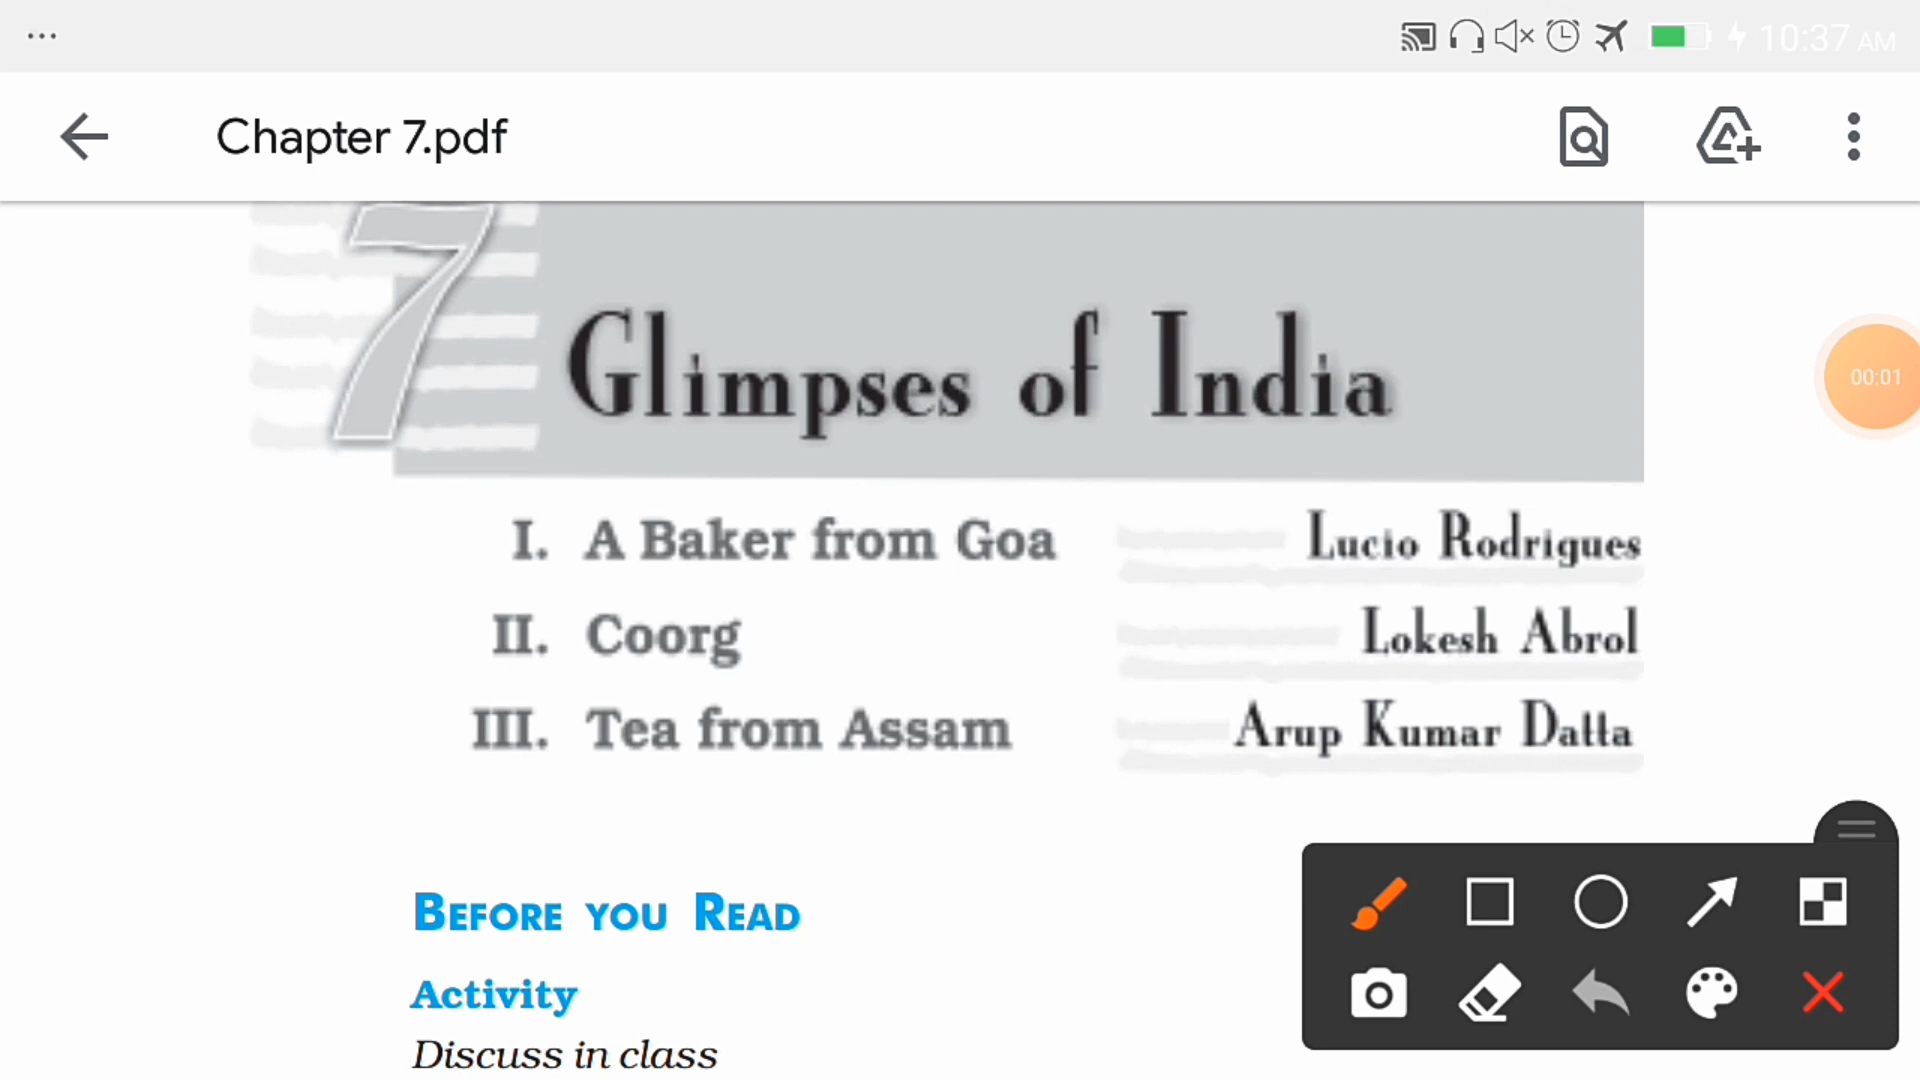 ... 10:37 AM
Chapter 7.pdf
7 Glimpses of India
00:01
I. A Baker from Goa Lucio Rodrigues
II. Coorg Lokesh Abrol
III. Tea from Assam Arup Kumar Datta
BEFORE YOU READ
Activity
Discuss in class